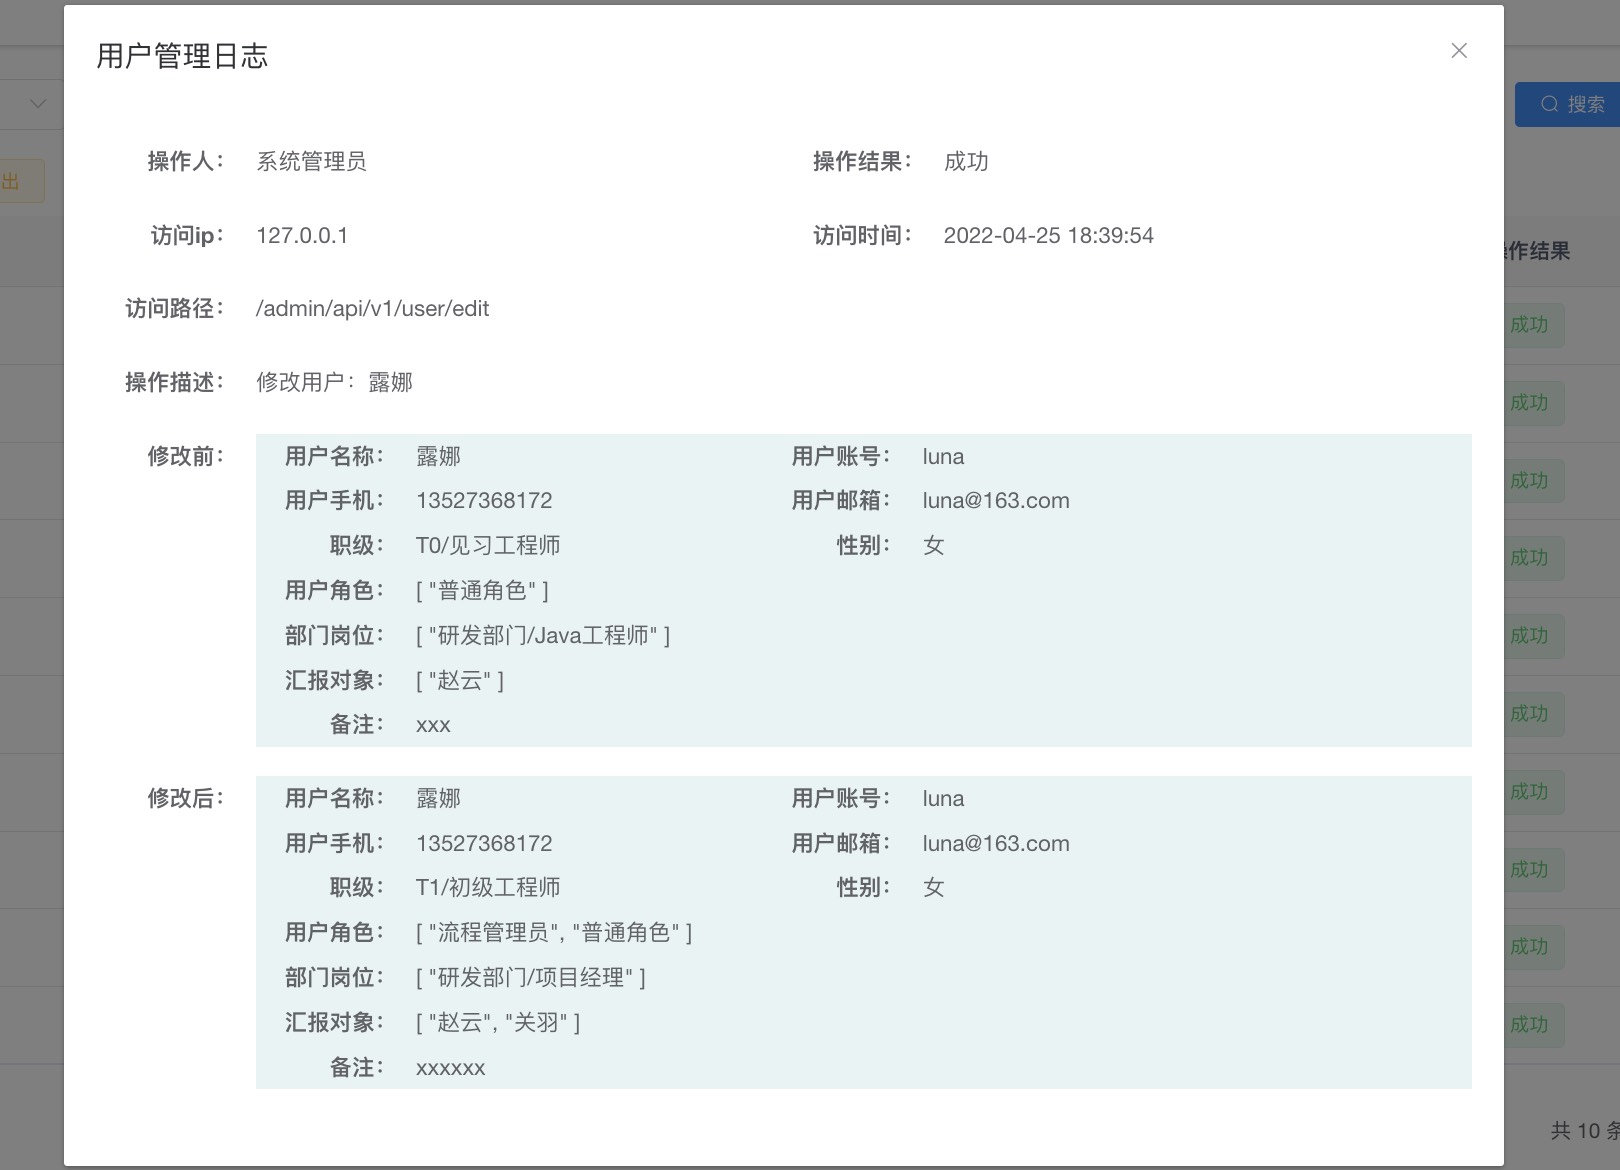 用户管理日志
搜索
出
操作人： 系统管理员 操作结果： 成功
访问ip： 127.0.0.1 访问时间： 2022-04-25 18:39:54
作结果
访问路径： /admin/api/v1/user/edit
成功
操作描述： 修改用户：露娜
成功
修改前： 用户名称： 露娜 用户账号： luna
成功
用户手机： 13527368172 用户邮箱： luna@163.com
职级： T0/见习工程师 性别： 女
成功
用户角色： [ "普通角色" ]
部门岗位： [ "研发部门/Java工程师" ]
成功
汇报对象： [ "赵云" ]
成功
备注： xxx
成功
修改后： 用户名称： 露娜 用户账号： luna
用户手机： 13527368172 用户邮箱： luna@163.com
成功
职级： T1/初级工程师 性别： 女
用户角色： [ "流程管理员", "普通角色" ]
成功
部门岗位： [ "研发部门/项目经理" ]
汇报对象： [ "赵云", "关羽" ]
成功
备注： xxxxxx
共 10 条